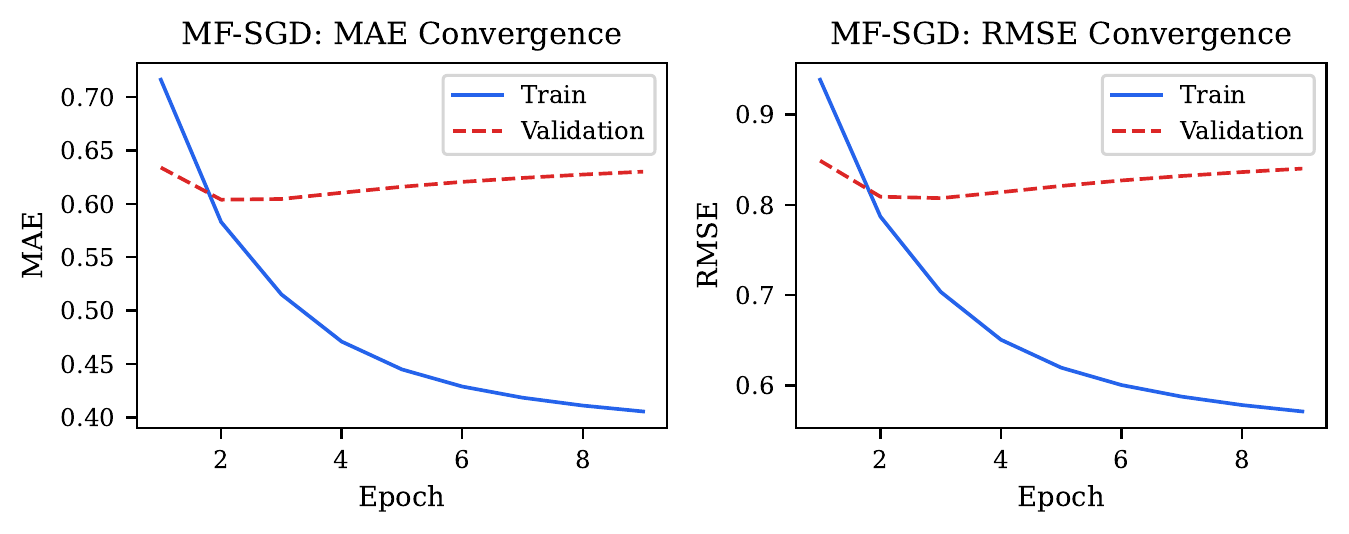 MF-SGD: MAE Convergence
Train
Validation
MAE
0.70
0.65
0.60
0.55
0.50
0.45
0.40
2 4 6 8
Epoch
MF-SGD: RMSE Convergence
Train
Validation
RMSE
0.9
0.8
0.7
0.6
2 4 6 8
Epoch